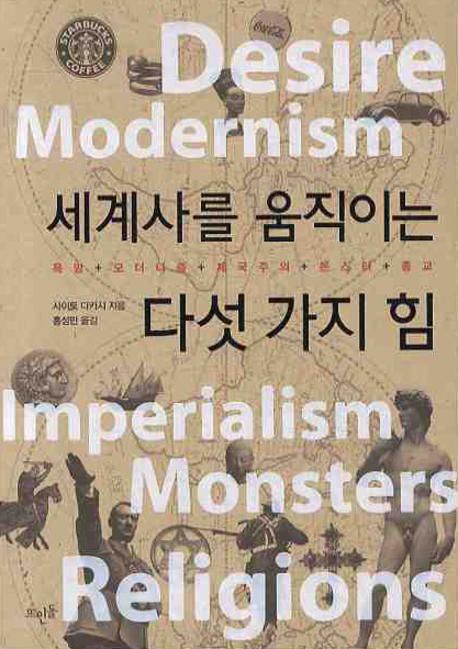 STARBUCKS
COFFEE
Coca-Cola
Desire
Modernism
세계사를 움직이는
욕망+모더니즘+제국주의+몬스터+종교
사이토 다카시 지음
홍성민 옮김
다섯 가지 힘
Imperialism
Monsters
Religions
뜨인돌